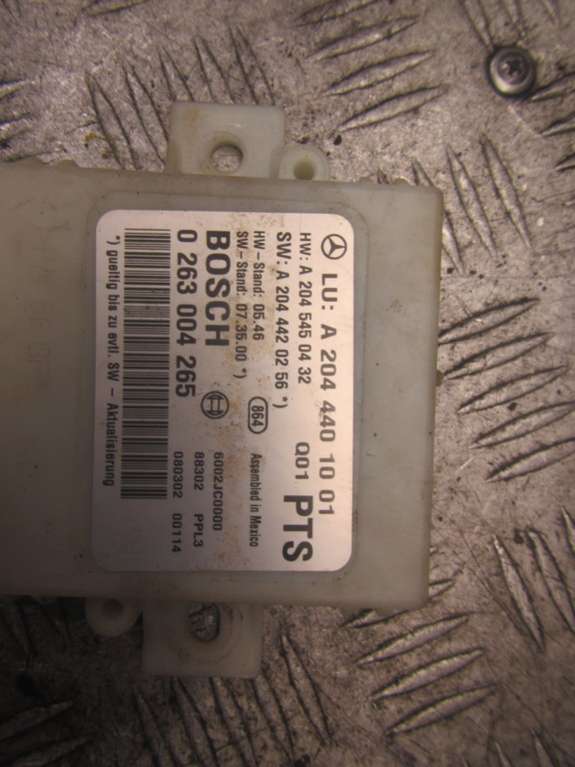 LU: A 204 440 10 01
HW: A 204 545 04 32 Q01
SW: A 204 442 02 56 *) PTS
HW-Stand: 05.46
SW-Stand: 07.35.00 *)
864
Assembled in Mexico
BOSCH
0 263 004 265
6002JC0000
88302 PPL3
080302 00114
*) gueltig bis zu evtl. SW - Aktualisierung